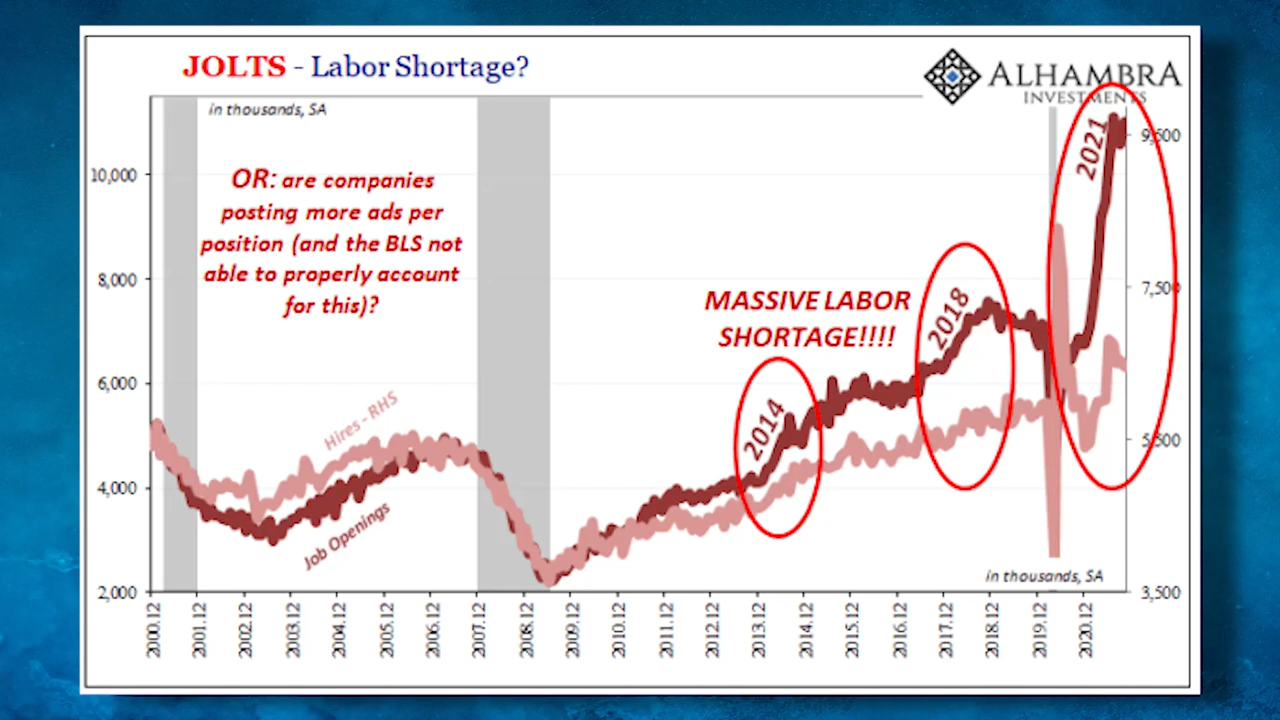 JOLTS - Labor Shortage?
ALHAMBRA
INVESTMENTS
in thousands, SA
OR: are companies
posting more ads per
position (and the BLS not
able to properly account
for this)?
MASSIVE LABOR
SHORTAGE!!!!
2014
2018
2021
Hires - RHS
Job Openings
in thousands, SA
10,000
8,000
6,000
4,000
2,000
9,500
7,500
5,500
3,500
2000.12
2001.12
2002.12
2003.12
2004.12
2005.12
2006.12
2007.12
2008.12
2009.12
2010.12
2011.12
2012.12
2013.12
2014.12
2015.12
2016.12
2017.12
2018.12
2019.12
2020.12